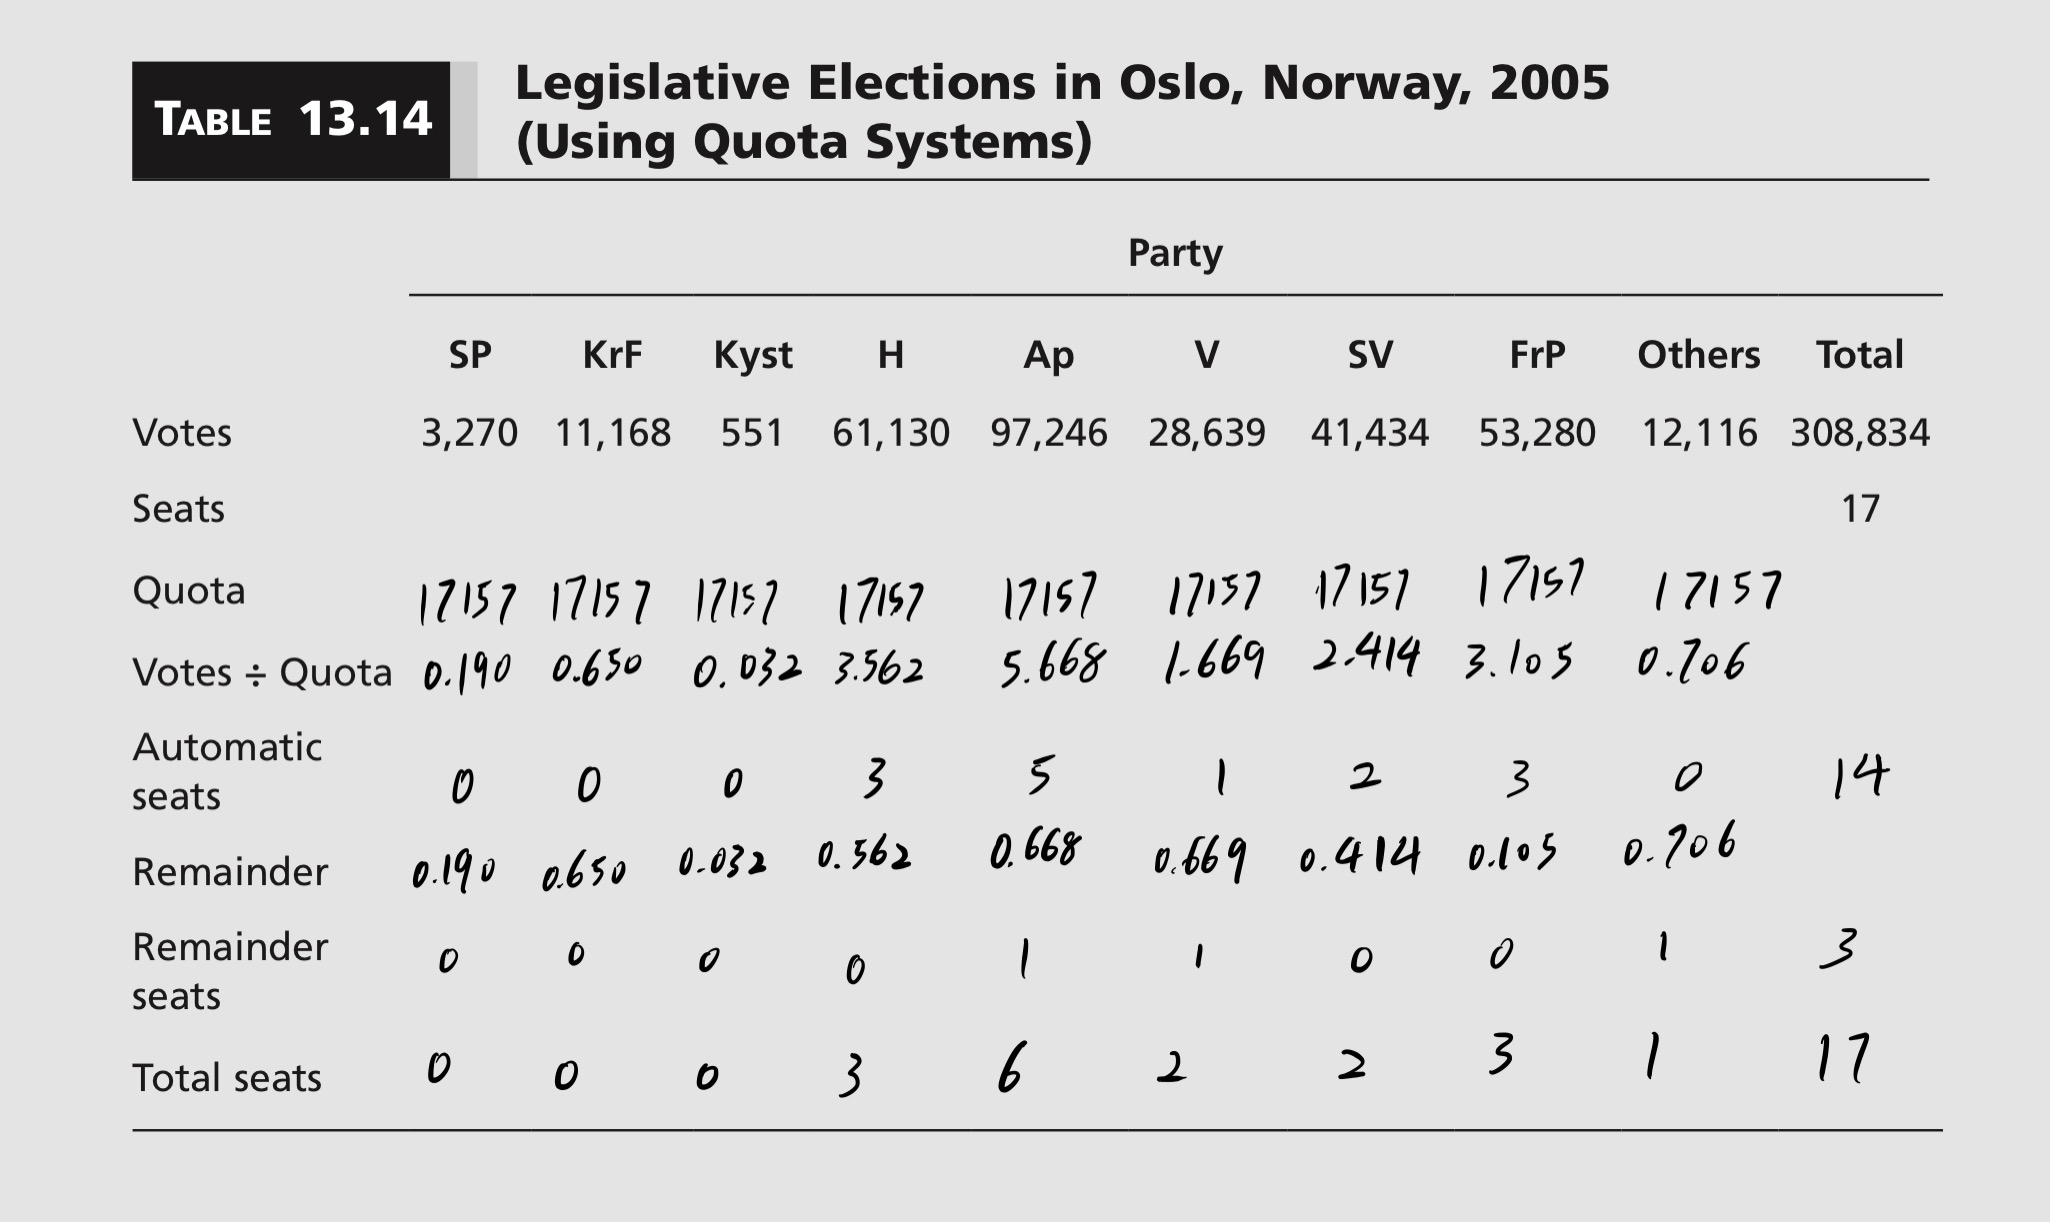 TABLE 13.14 Legislative Elections in Oslo, Norway, 2005
(Using Quota Systems)
Party
SP KrF Kyst H Ap V SV FrP Others Total
Votes 3,270 11,168 551 61,130 97,246 28,639 41,434 53,280 12,116 308,834
Seats 17
Quota 17157 17157 17157 17157 17157 17157 17157 17157 17157
Votes ÷ Quota 0.190 0.650 0.032 3.562 5.668 1.669 2.414 3.105 0.706
Automatic
seats 0 0 0 3 5 1 2 3 0 14
Remainder 0.190 0.650 0.032 0.562 0.668 0.669 0.414 0.105 0.706
Remainder
seats 0 0 0 0 1 1 0 0 1 3
Total seats 0 0 0 3 6 2 2 3 1 17